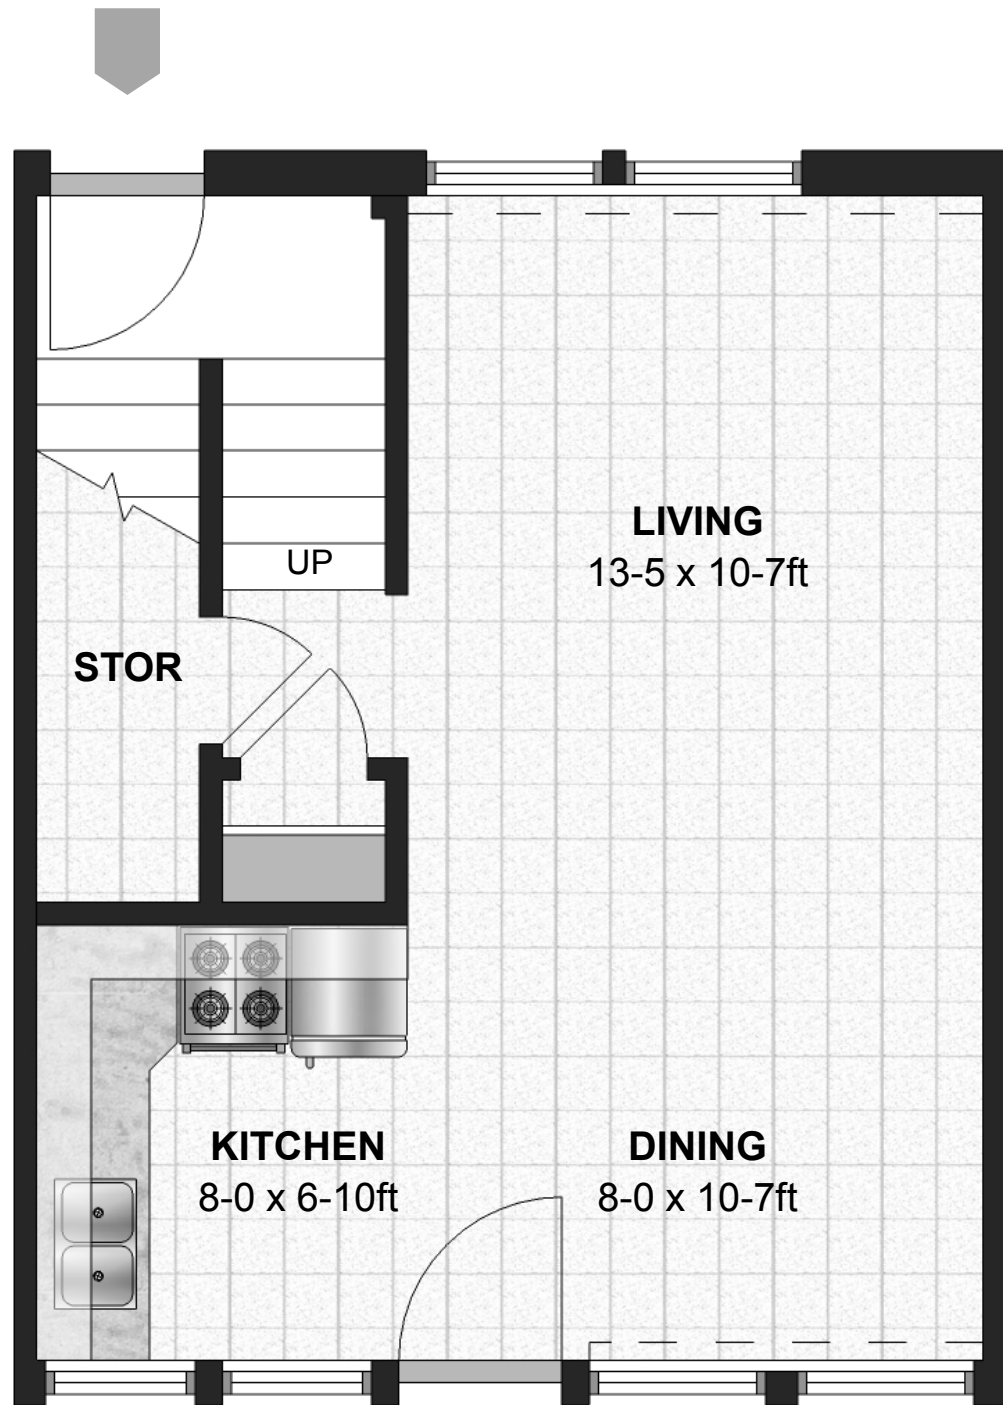 LIVING
13-5 x 10-7ft
UP
STOR
KITCHEN
8-0 x 6-10ft
DINING
8-0 x 10-7ft